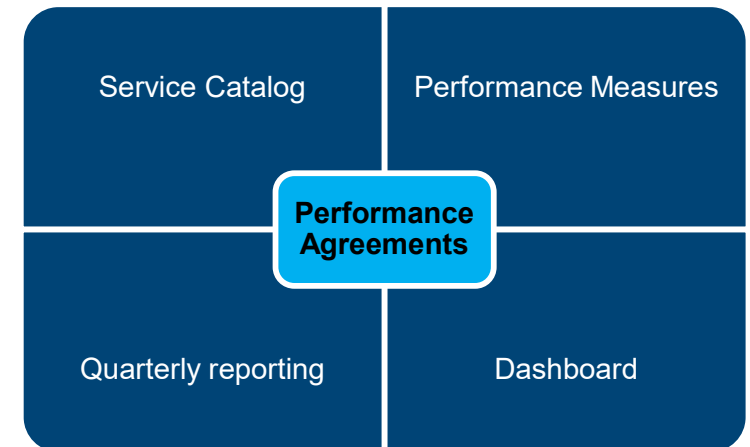 Service Catalog
Performance Measures
Performance
Agreements
Quarterly reporting
Dashboard